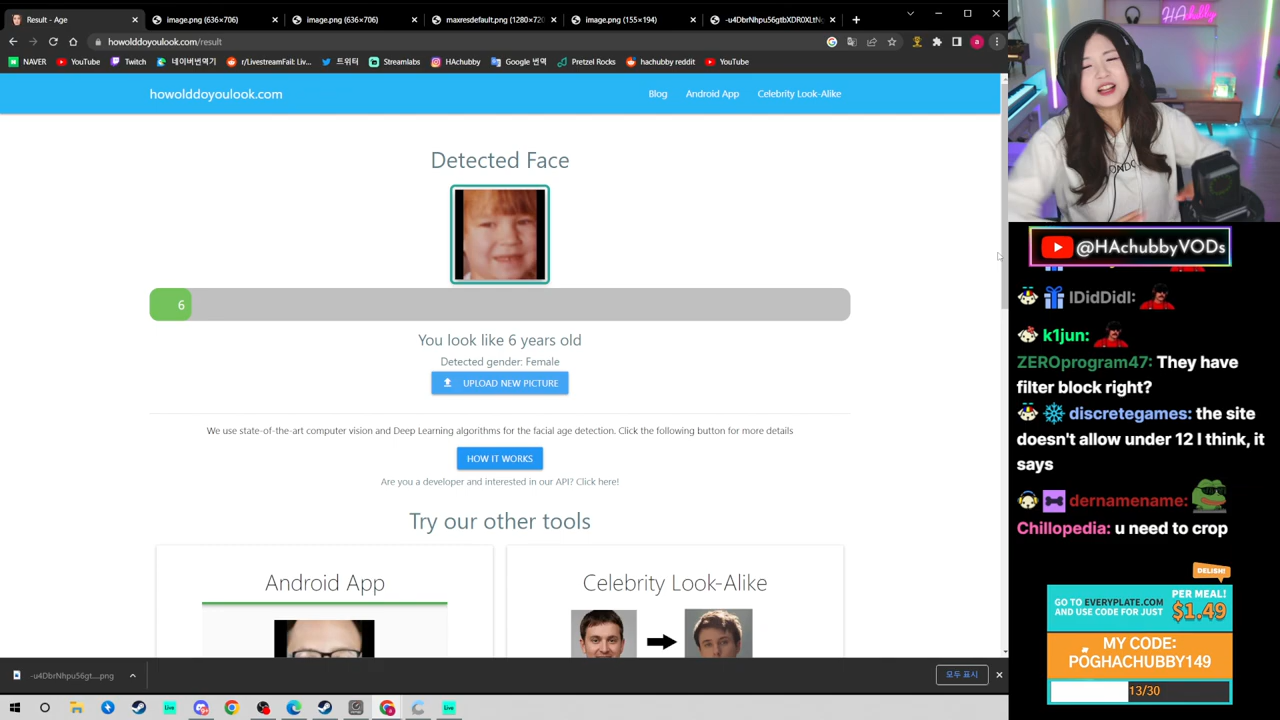 Result - Age
image.png (636×706)
image.png (636×706)
maxresdefault.png (1280×720
image.png (155×194)
howolddoyoulook.com/result
NAVER
YouTube
Twitch
네이버번역기
r/LivestreamFail: Liv...
트위터
Streamlabs
HAchubby
Google 번역
Pretzel Rocks
hachubby reddit
YouTube
howolddoyoulook.com
Blog
Android App
Celebrity Look-Alike
Detected Face
6
You look like 6 years old
Detected gender: Female
UPLOAD NEW PICTURE
We use state-of-the-art computer vision and Deep Learning algorithms for the facial age detection. Click the following button for more details
HOW IT WORKS
Are you a developer and interested in our API? Click here!
Try our other tools
Android App
Celebrity Look-Alike
모두 표시
@HAchubbyVODs
IDidDidI:
k1jun:
ZEROprogram47: They have
filter block right?
discretegames: the site
doesn't allow under 12 I think, it
says
dernamename:
Chillopedia: u need to crop
DELISH!
GO TO EVERYPLATE.COM
AND USE CODE FOR JUST
PER MEAL!
$1.49
MY CODE:
POGHACHUBBY149
13/30